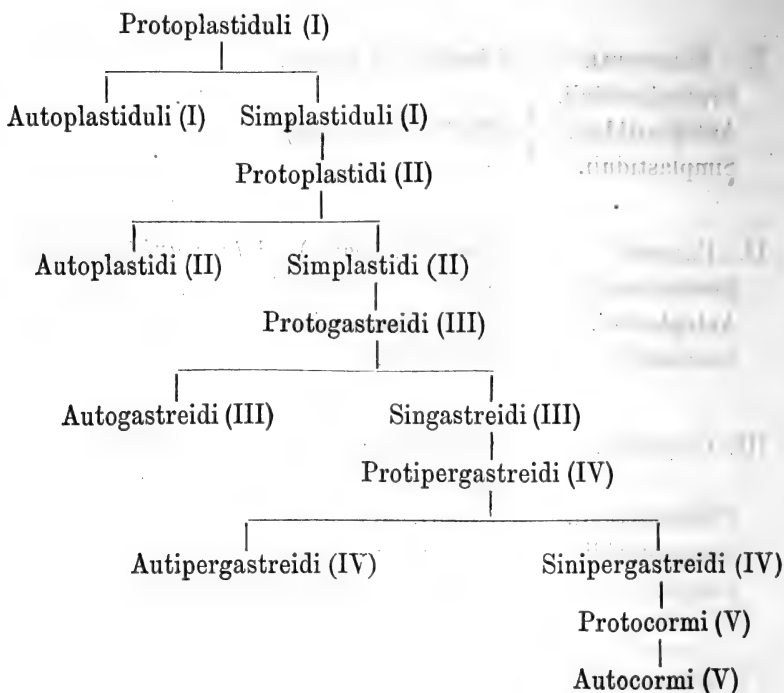 Protoplastiduli (I)
Autoplastiduli (I) Simplastiduli (I)
Protoplastidi (II)
Autoplastidi (II) Simplastidi (II)
Protogastreidi (III)
Autogastreidi (III) Singastreidi (III)
Protipergastreidi (IV)
Autipergastreidi (IV) Sinipergastreidi (IV)
Protocormi (V)
Autocormi (V)